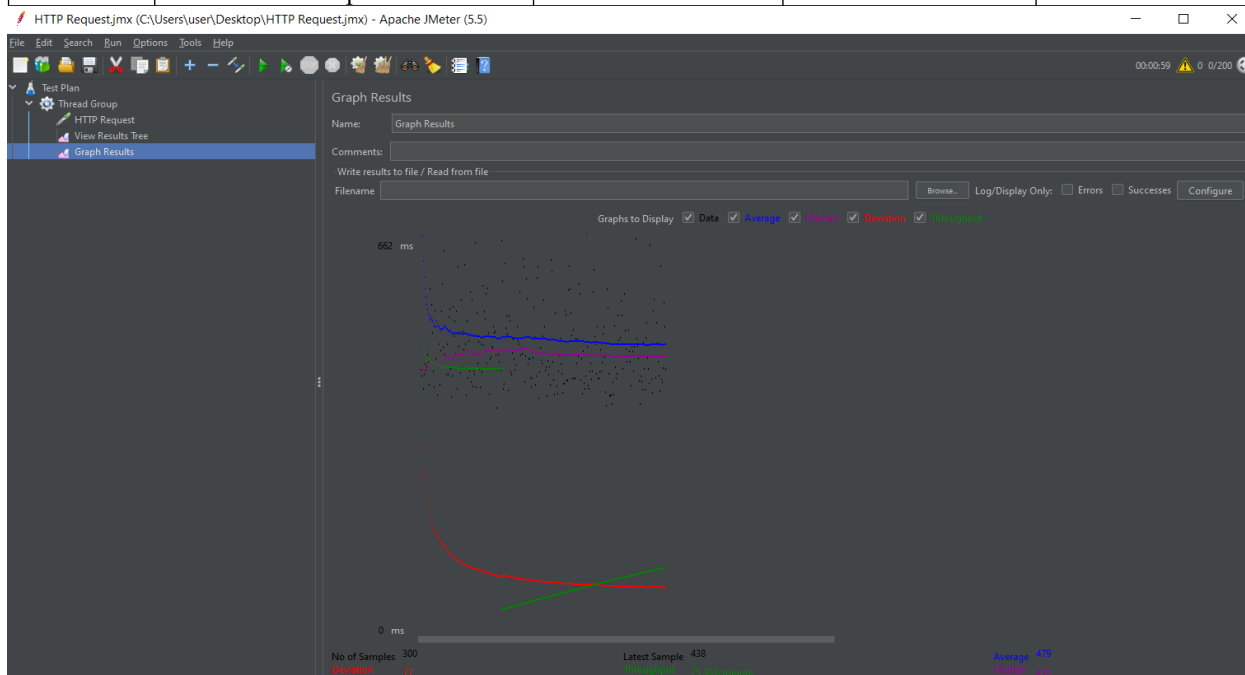 HTTP Request.jmx (C:\Users\user\Desktop\HTTP Request.jmx) - Apache JMeter (5.5)
File Edit Search Run Options Tools Help
00:00:59 0 0/200
Test Plan
Thread Group
HTTP Request
View Results Tree
Graph Results
Graph Results
Name: Graph Results
Comments:
Write results to file / Read from file
Filename Browse... Log/Display Only: Errors Successes Configure
Graphs to Display Data Average Median Deviation Throughput
662 ms
0 ms
No of Samples 300 Latest Sample 438 Average 479
Deviation Throughput